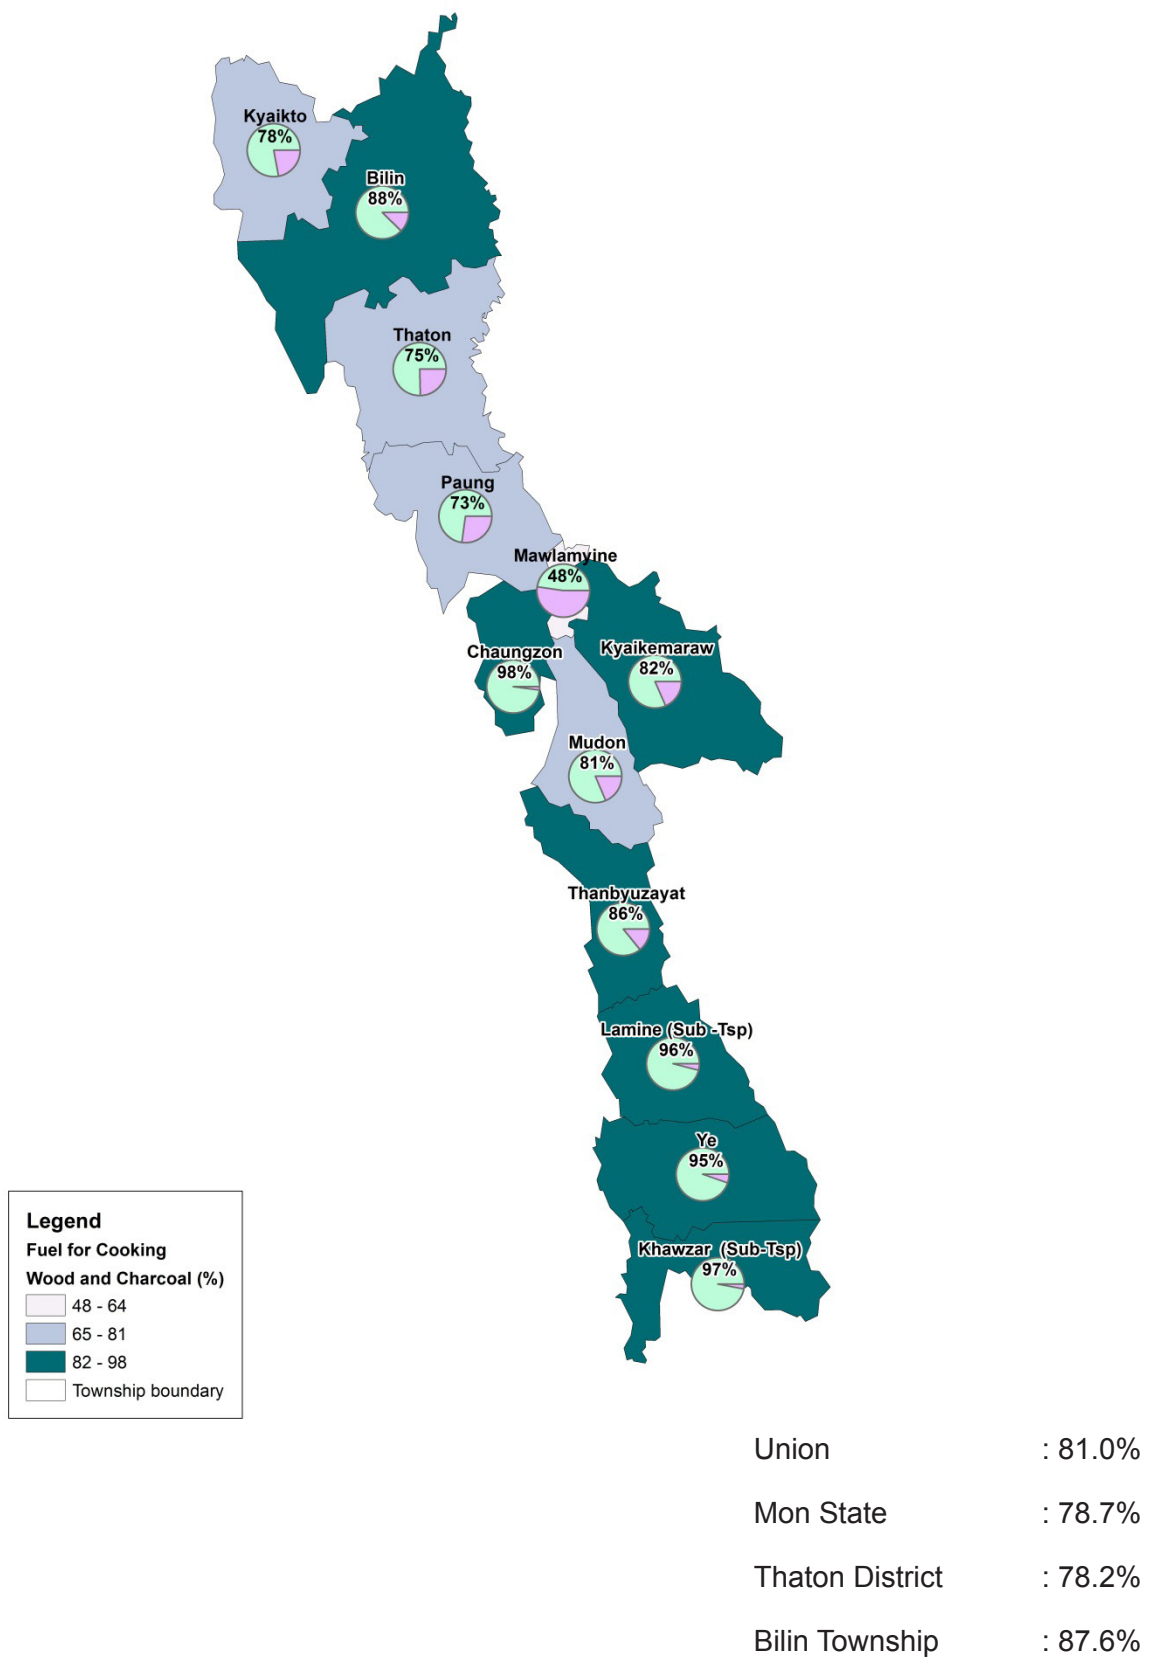 Kyaikto
78%
Bilin
88%
Thaton
75%
Paung
73%
Mawlamyine
48%
Chaungzon
98%
Kyaikemaraw
82%
Mudon
81%
Thanbyuzayat
86%
Lamine (Sub -Tsp)
96%
Ye
95%
Khawzar (Sub-Tsp)
97%
Legend
Fuel for Cooking
Wood and Charcoal (%)
48 - 64
65 - 81
82 - 98
Township boundary
Union : 81.0%
Mon State : 78.7%
Thaton District : 78.2%
Bilin Township : 87.6%